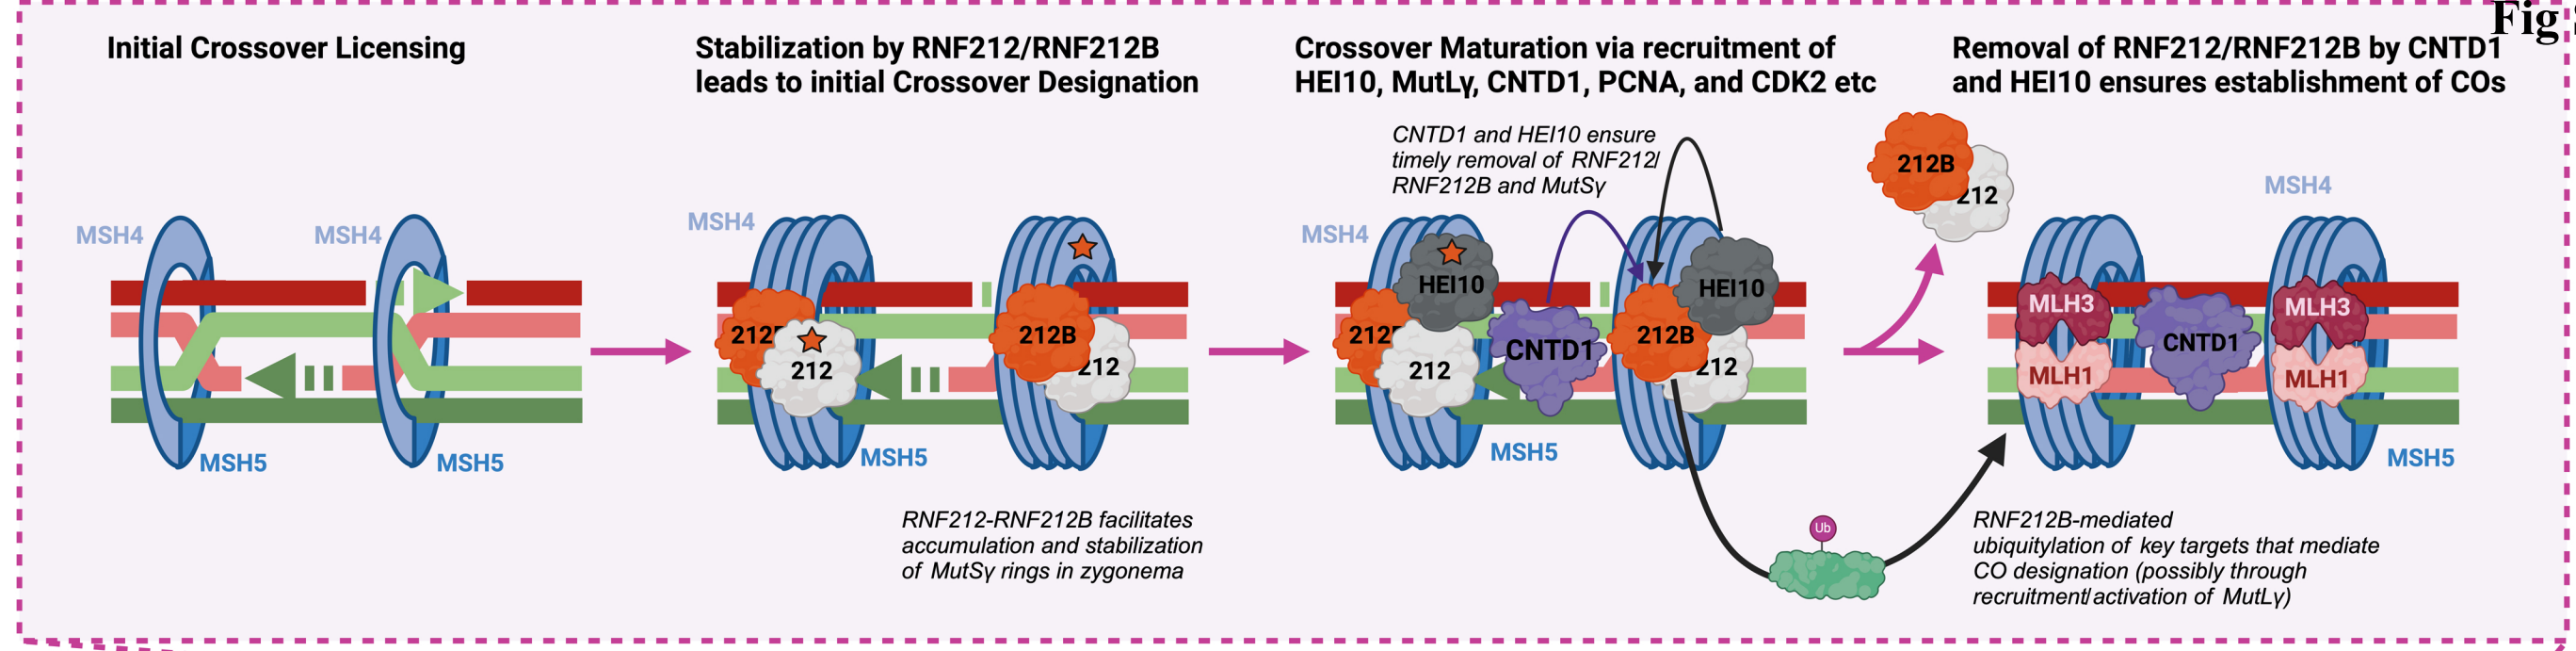 Fig
Initial Crossover Licensing
MSH4
MSH4
MSH5
MSH5
Stabilization by RNF212/RNF212B
leads to initial Crossover Designation
MSH4
212
212B
212
MSH5
RNF212-RNF212B facilitates
accumulation and stabilization
of MutSγ rings in zygonema
Crossover Maturation via recruitment of
HEI10, MutLγ, CNTD1, PCNA, and CDK2 etc
CNTD1 and HEI10 ensure
timely removal of RNF212/
RNF212B and MutSγ
MSH4
HEI10
212
CNTD1
212B
HEI10
212
MSH5
Ub
Removal of RNF212/RNF212B by CNTD1
and HEI10 ensures establishment of COs
212B
212
MSH4
MLH3
MLH1
CNTD1
MLH3
MLH1
MSH5
RNF212B-mediated
ubiquitylation of key targets that mediate
CO designation (possibly through
recruitment/activation of MutLγ)